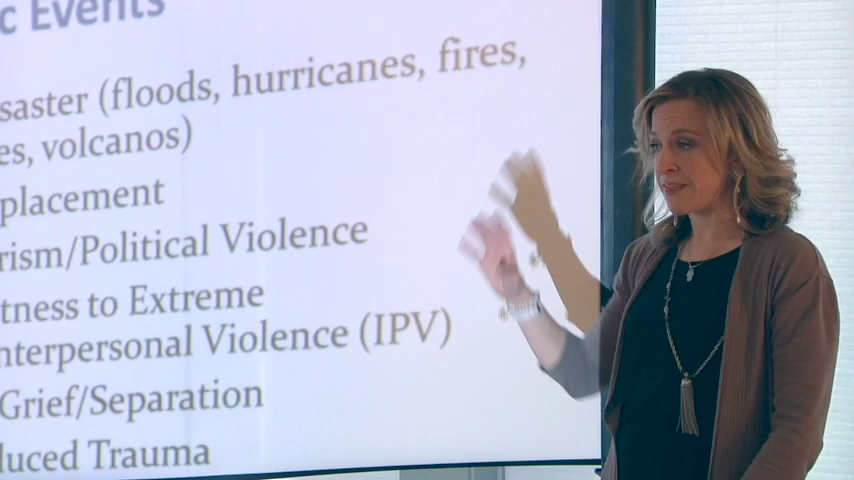 c Events
saster (floods, hurricanes, fires,
es, volcanos)
placement
rism/Political Violence
tness to Extreme
nterpersonal Violence (IPV)
Grief/Separation
duced Trauma